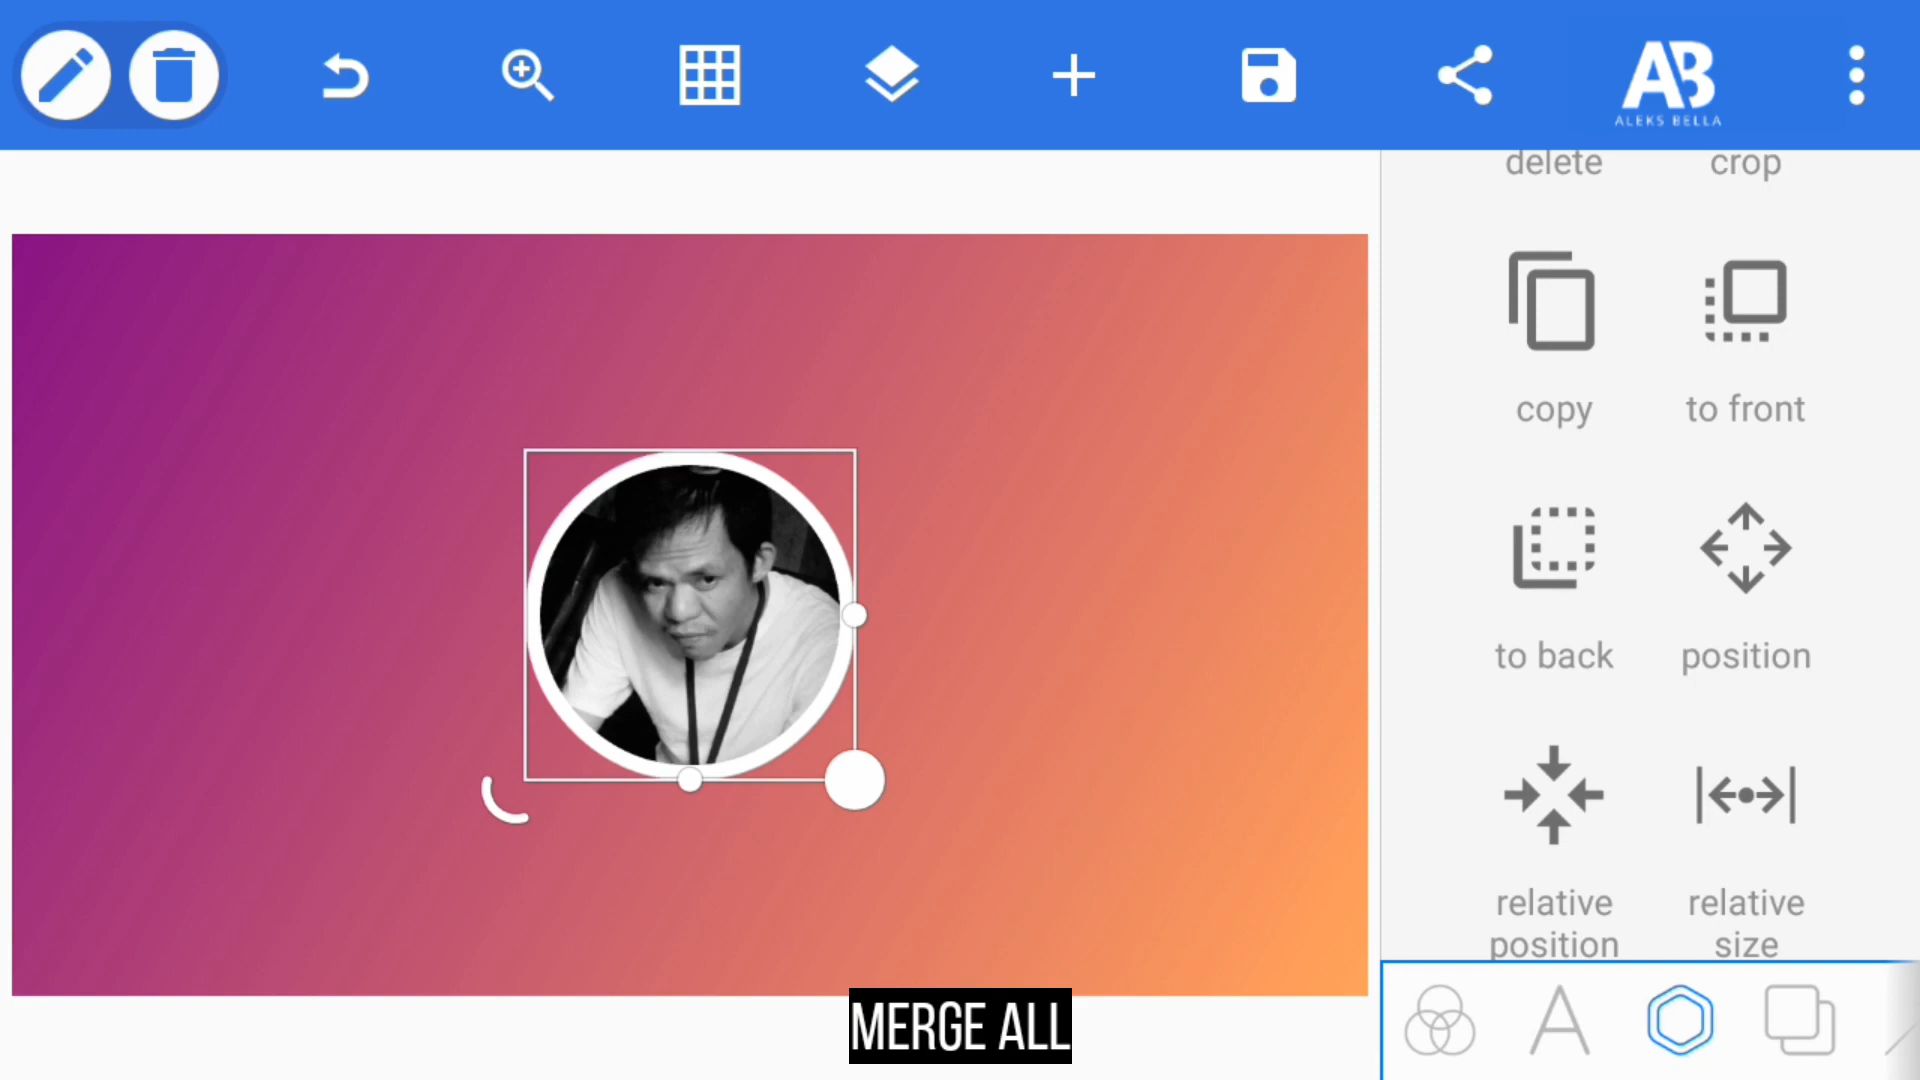 AB
ALEKS BELLA
delete
crop
copy
to front
to back
position
relative
position
relative
size
MERGE ALL